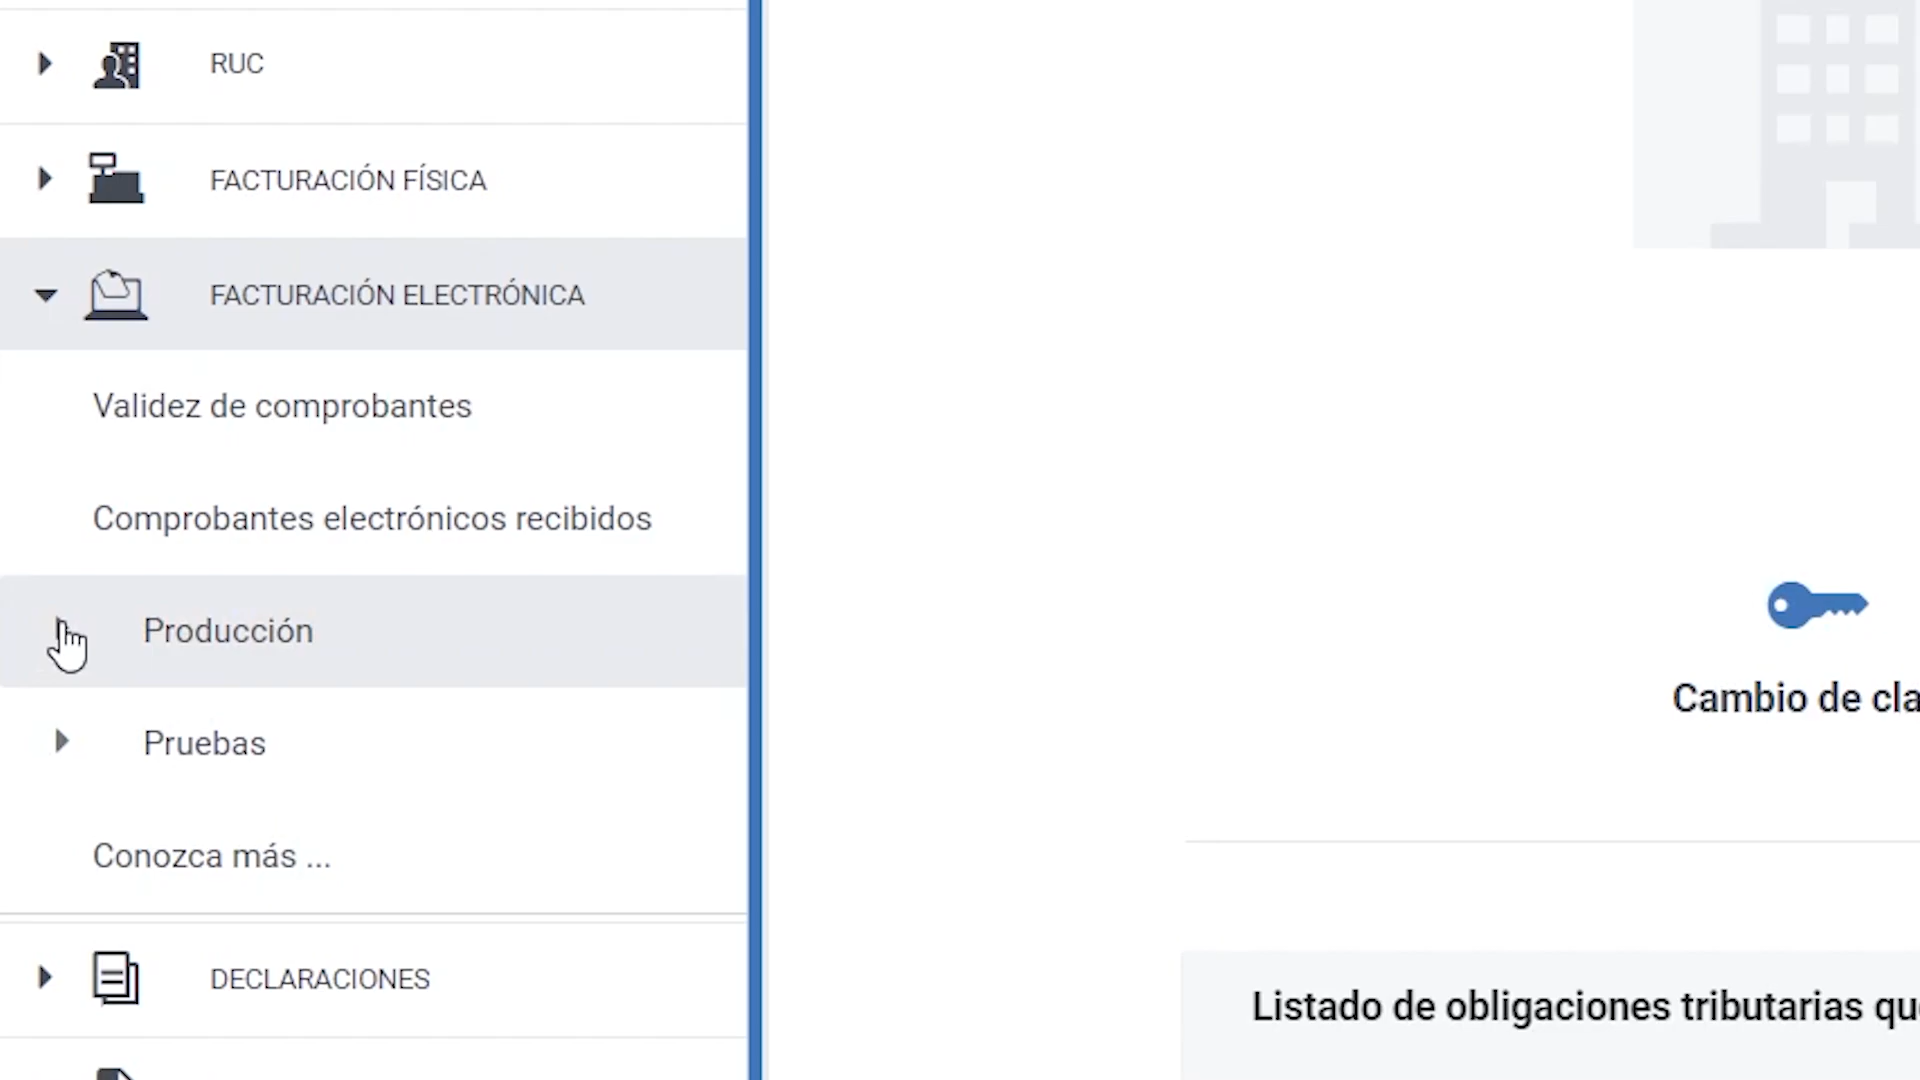 RUC
FACTURACIÓN FÍSICA
FACTURACIÓN ELECTRÓNICA
Validez de comprobantes
Comprobantes electrónicos recibidos
Producción
Pruebas
Conozca más ...
DECLARACIONES
Cambio de cla
Listado de obligaciones tributarias qu